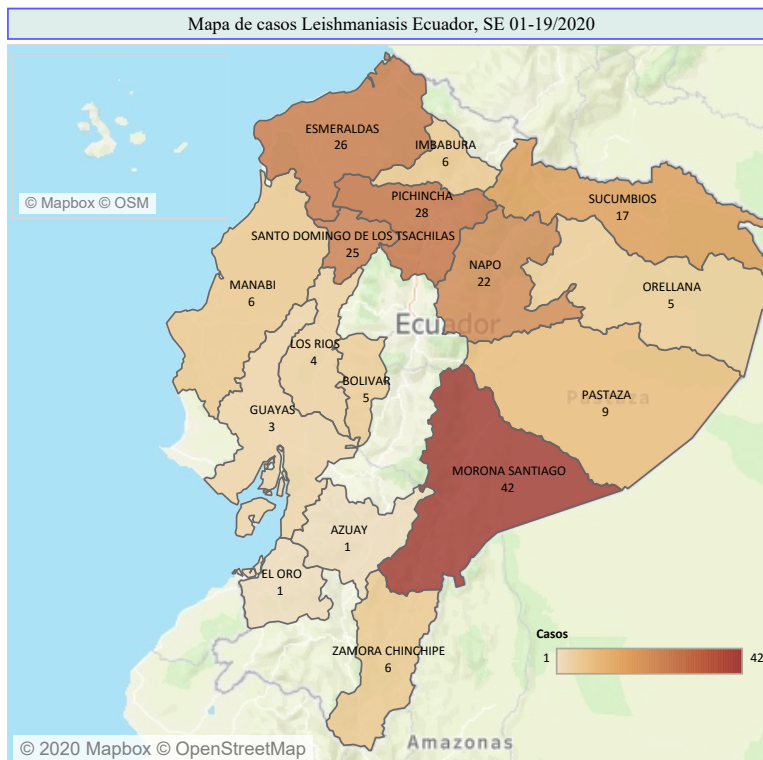 Mapa de casos Leishmaniasis Ecuador, SE 01-19/2020
© Mapbox © OSM
ESMERALDAS
26
IMBABURA
6
PICHINCHA
28
SUCUMBIOS
17
SANTO DOMINGO DE LOS TSACHILAS
25
NAPO
22
MANABI
6
ORELLANA
5
Ecuador
LOS RIOS
4
BOLIVAR
5
GUAYAS
3
Pastaza
PASTAZA
9
MORONA SANTIAGO
42
AZUAY
1
EL ORO
1
ZAMORA CHINCHIPE
6
Casos
1
42
© 2020 Mapbox © OpenStreetMap
Amazonas